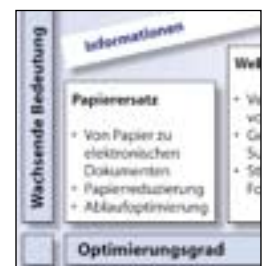 Informationen
Wachsende Bedeutung
Papierersatz
• Von Papier zu
elektronischen
Dokumenten
• Papierreduzierung
• Ablaufoptimierung
Optimierungsgrad